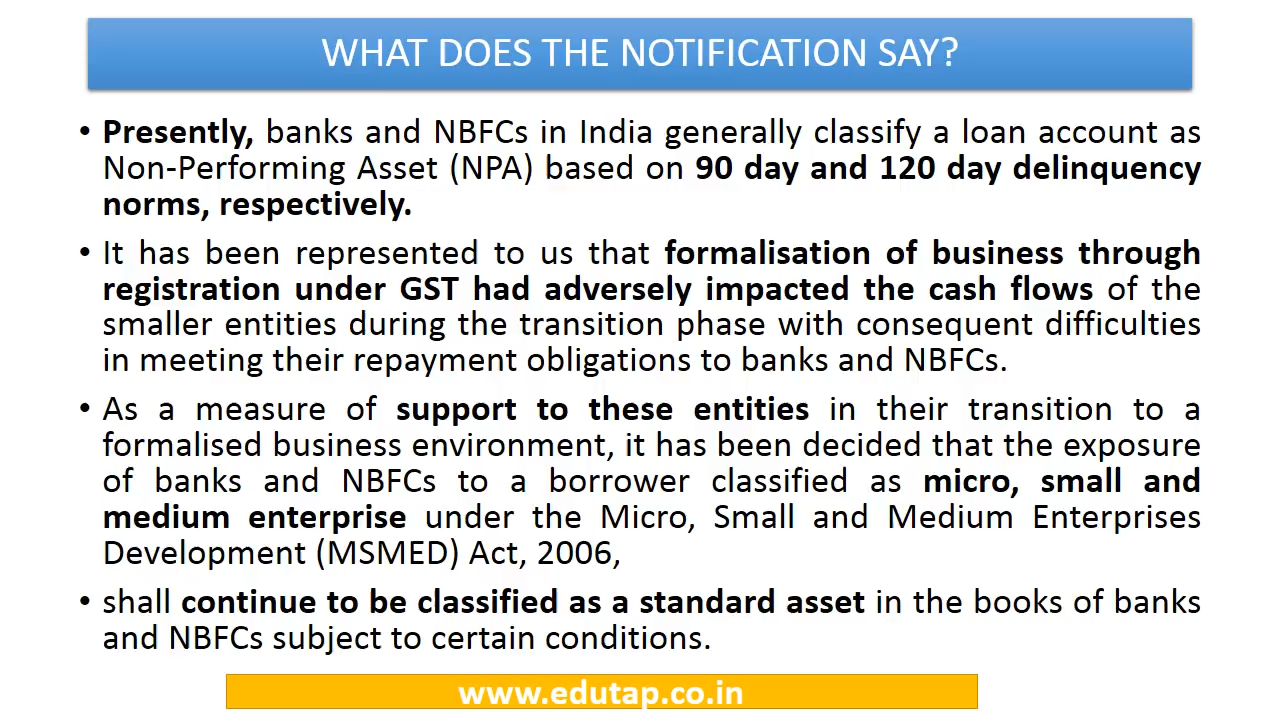 WHAT DOES THE NOTIFICATION SAY?
• Presently, banks and NBFCs in India generally classify a loan account as
Non-Performing Asset (NPA) based on 90 day and 120 day delinquency
norms, respectively.
• It has been represented to us that formalisation of business through
registration under GST had adversely impacted the cash flows of the
smaller entities during the transition phase with consequent difficulties
in meeting their repayment obligations to banks and NBFCs.
• As a measure of support to these entities in their transition to a
formalised business environment, it has been decided that the exposure
of banks and NBFCs to a borrower classified as micro, small and
medium enterprise under the Micro, Small and Medium Enterprises
Development (MSMED) Act, 2006,
• shall continue to be classified as a standard asset in the books of banks
and NBFCs subject to certain conditions.
www.edutap.co.in